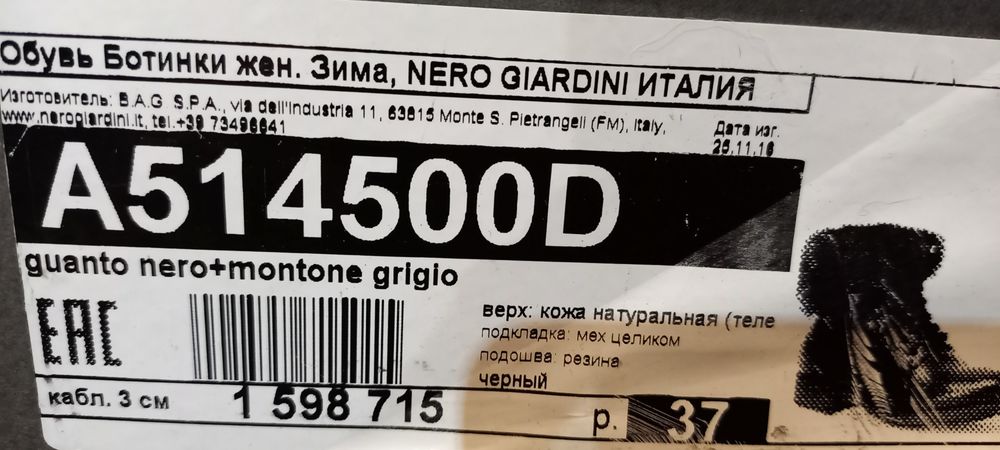 Обувь Ботинки жен. Зима, NERO GIARDINI ИТАЛИЯ
Изготовитель: B.A.G S.P.A., via dell'Industria 11, 63815 Monte S. Pietrangeli (FM), Italy,
www.nerogiardini.it, tel.+39 73496841
Дата изг.
25.11.16
A514500D
guanto nero+montone grigio
EAC
верх: кожа натуральная (теле
подкладка: мех целиком
подошва: резина
черный
кабл. 3 см
1 598 715
р. 37